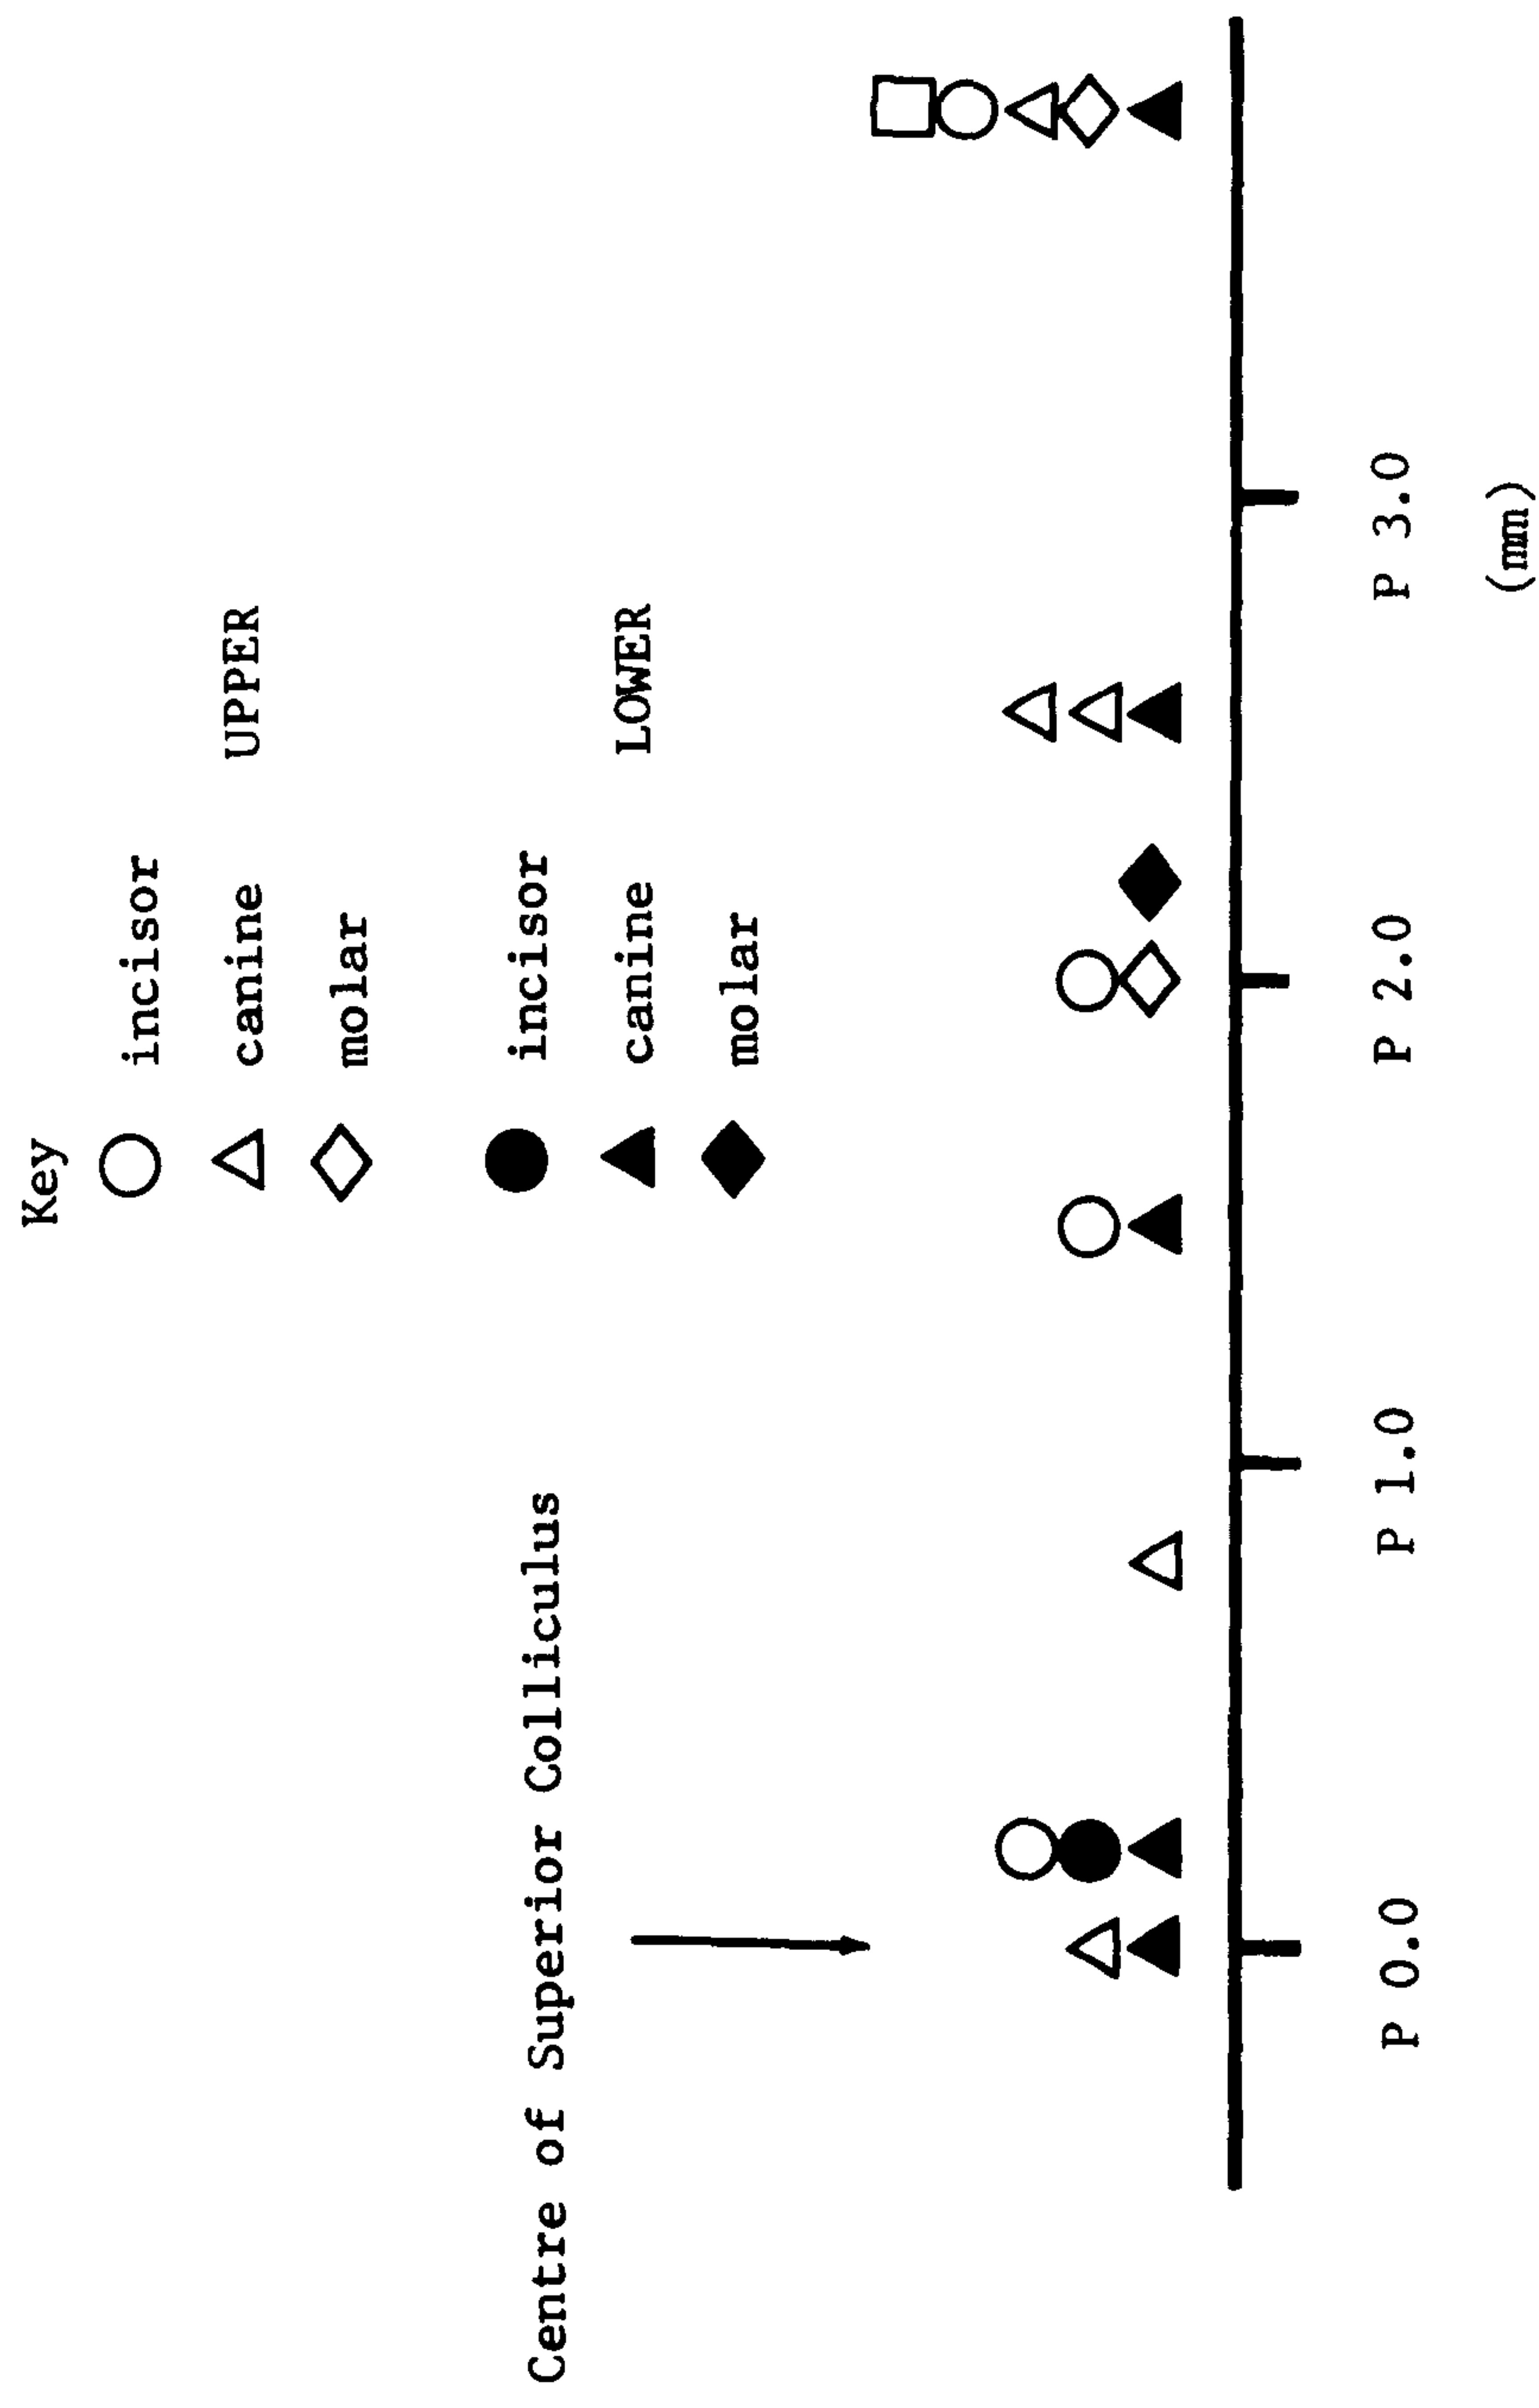 Key
incisor
canine UPPER
molar
incisor
canine LOWER
molar
Centre of Superior Colliculus
P 0.0 P 1.0 P 2.0 P 3.0
(mm)